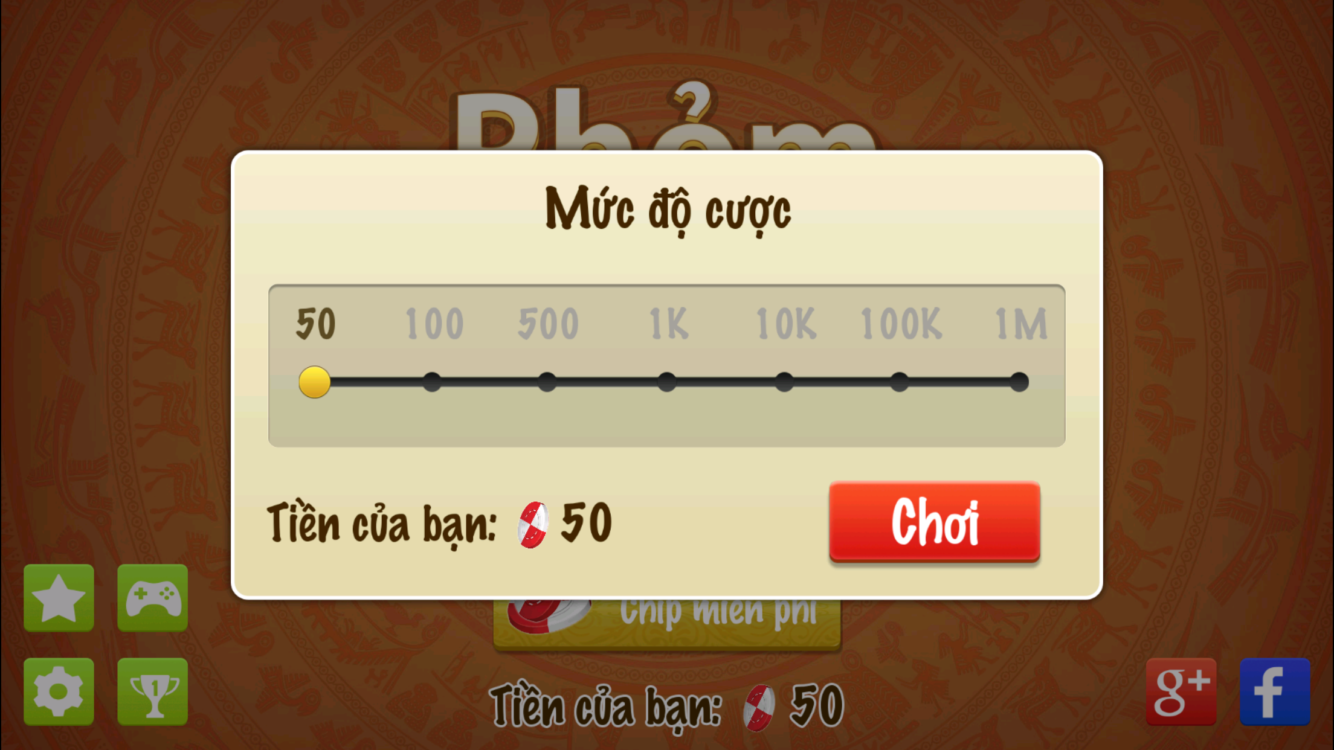 Phỏm
Mức độ cược
50 100 500 1K 10K 100K 1M
Tiền của bạn: 50
Chơi
Chip miễn phí
Tiền của bạn: 50
g+ f
1